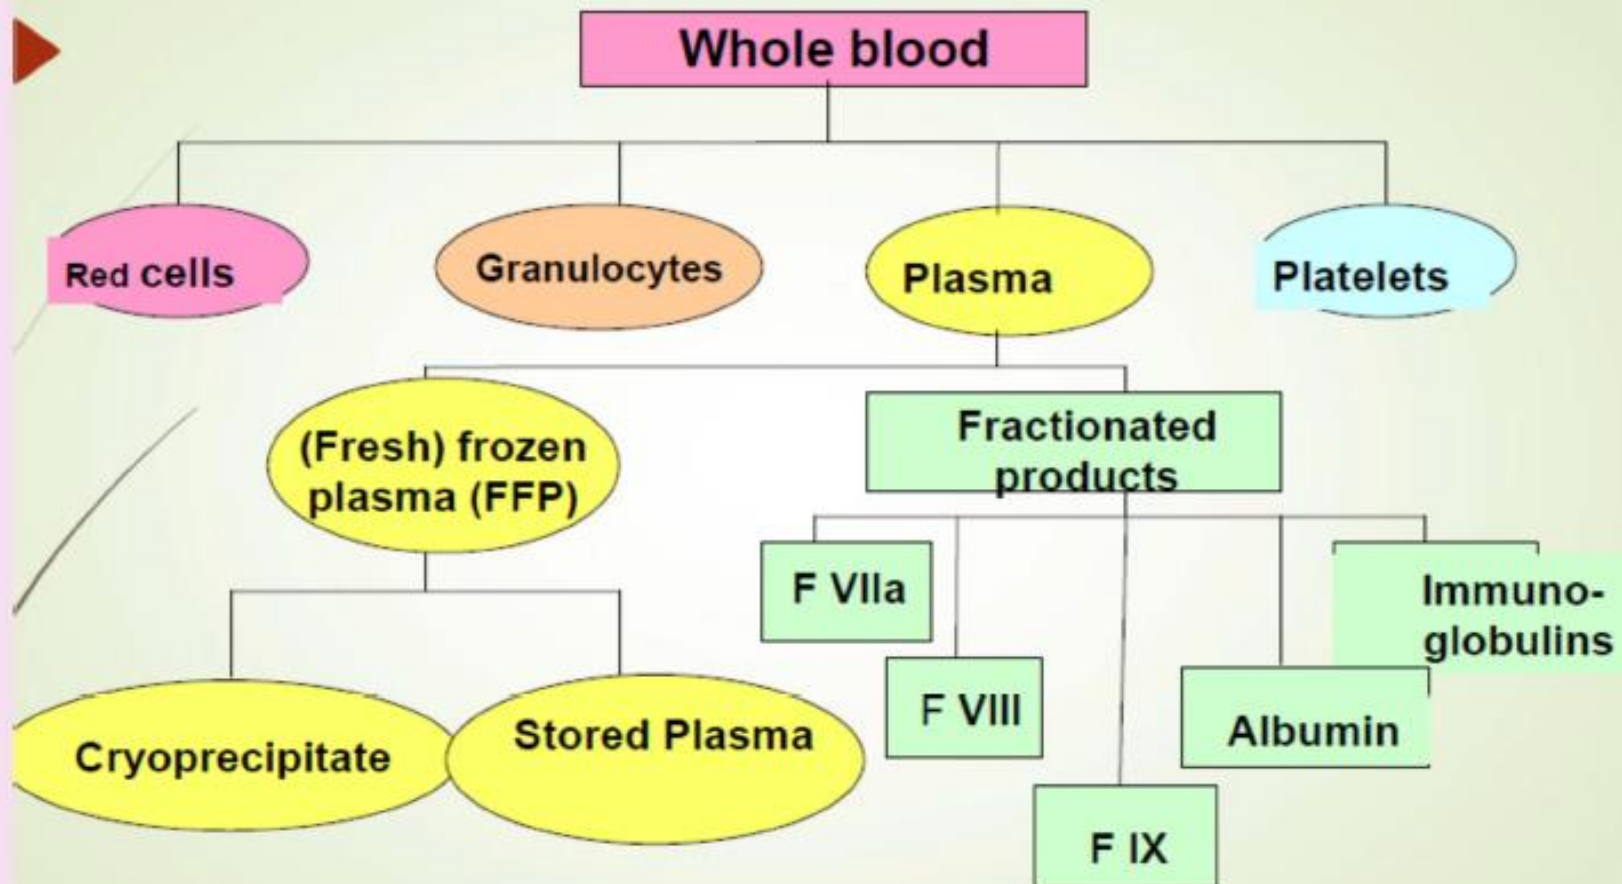 Whole blood
Red cells
Granulocytes
Plasma
Platelets
(Fresh) frozen
plasma (FFP)
Fractionated
products
F VIIa
Immuno-
globulins
F VIII
Albumin
Cryoprecipitate
Stored Plasma
F IX